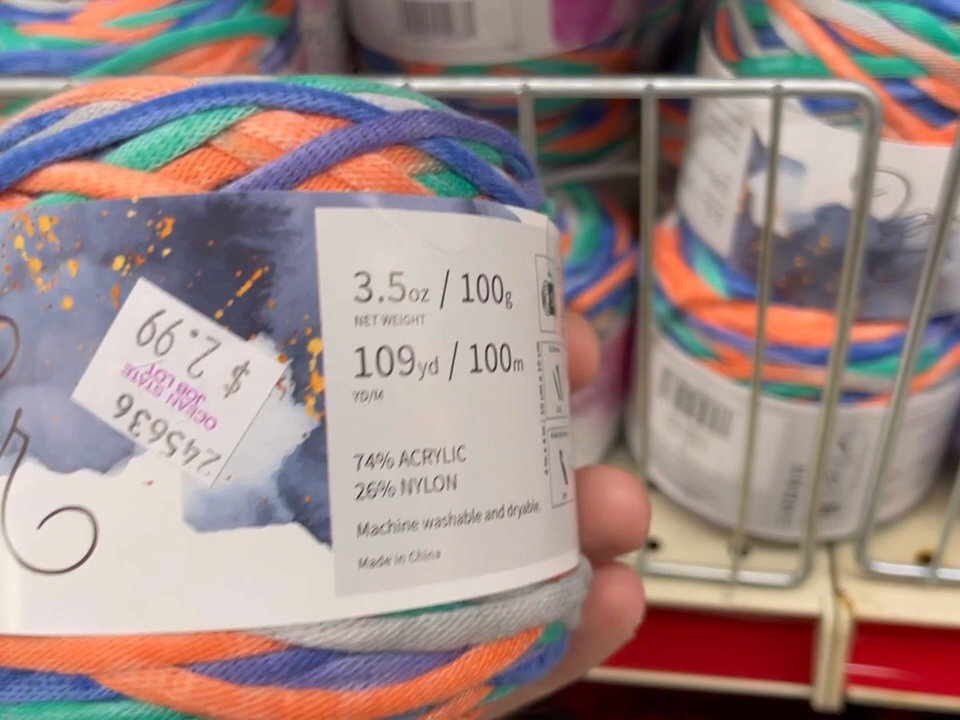 3.5oz / 100g
NET WEIGHT
109yd / 100m
YD/M
74% ACRYLIC
26% NYLON
Machine washable and dryable.
Made in China
245636
OCEAN STATE
JOB LOT
$ 2.99